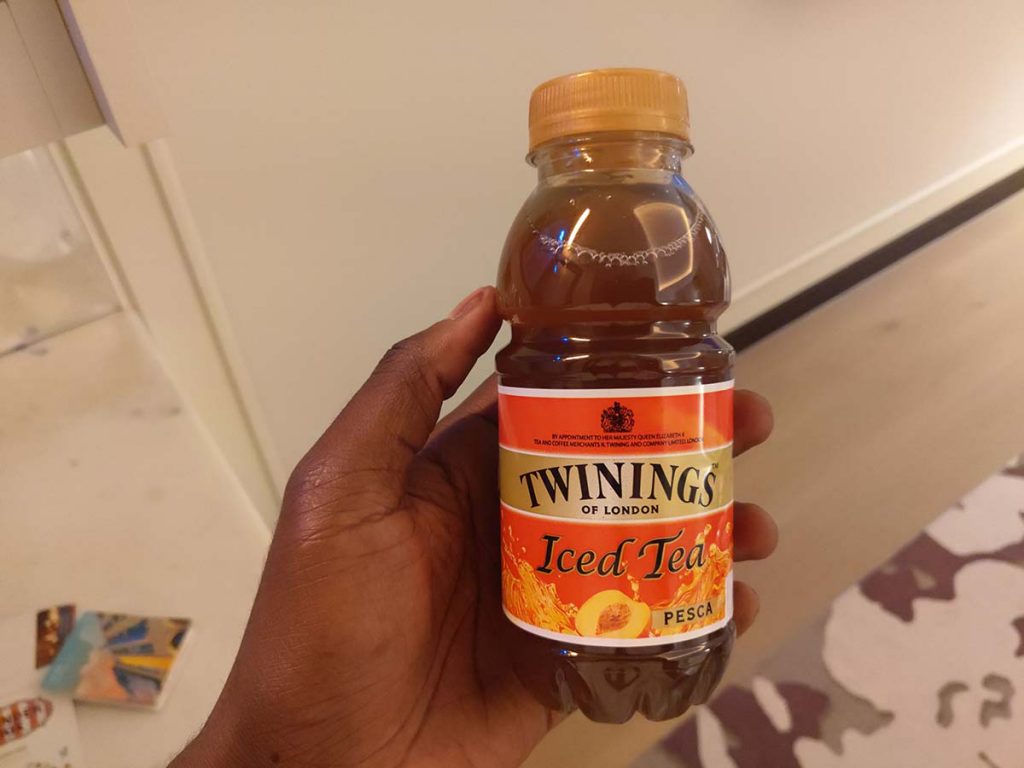 BY APPOINTMENT TO HER MAJESTY QUEEN ELIZABETH II
TEA AND COFFEE MERCHANTS R. TWINING AND COMPANY LIMITED, LONDON
TWININGS™
OF LONDON
Iced Tea
PESCA